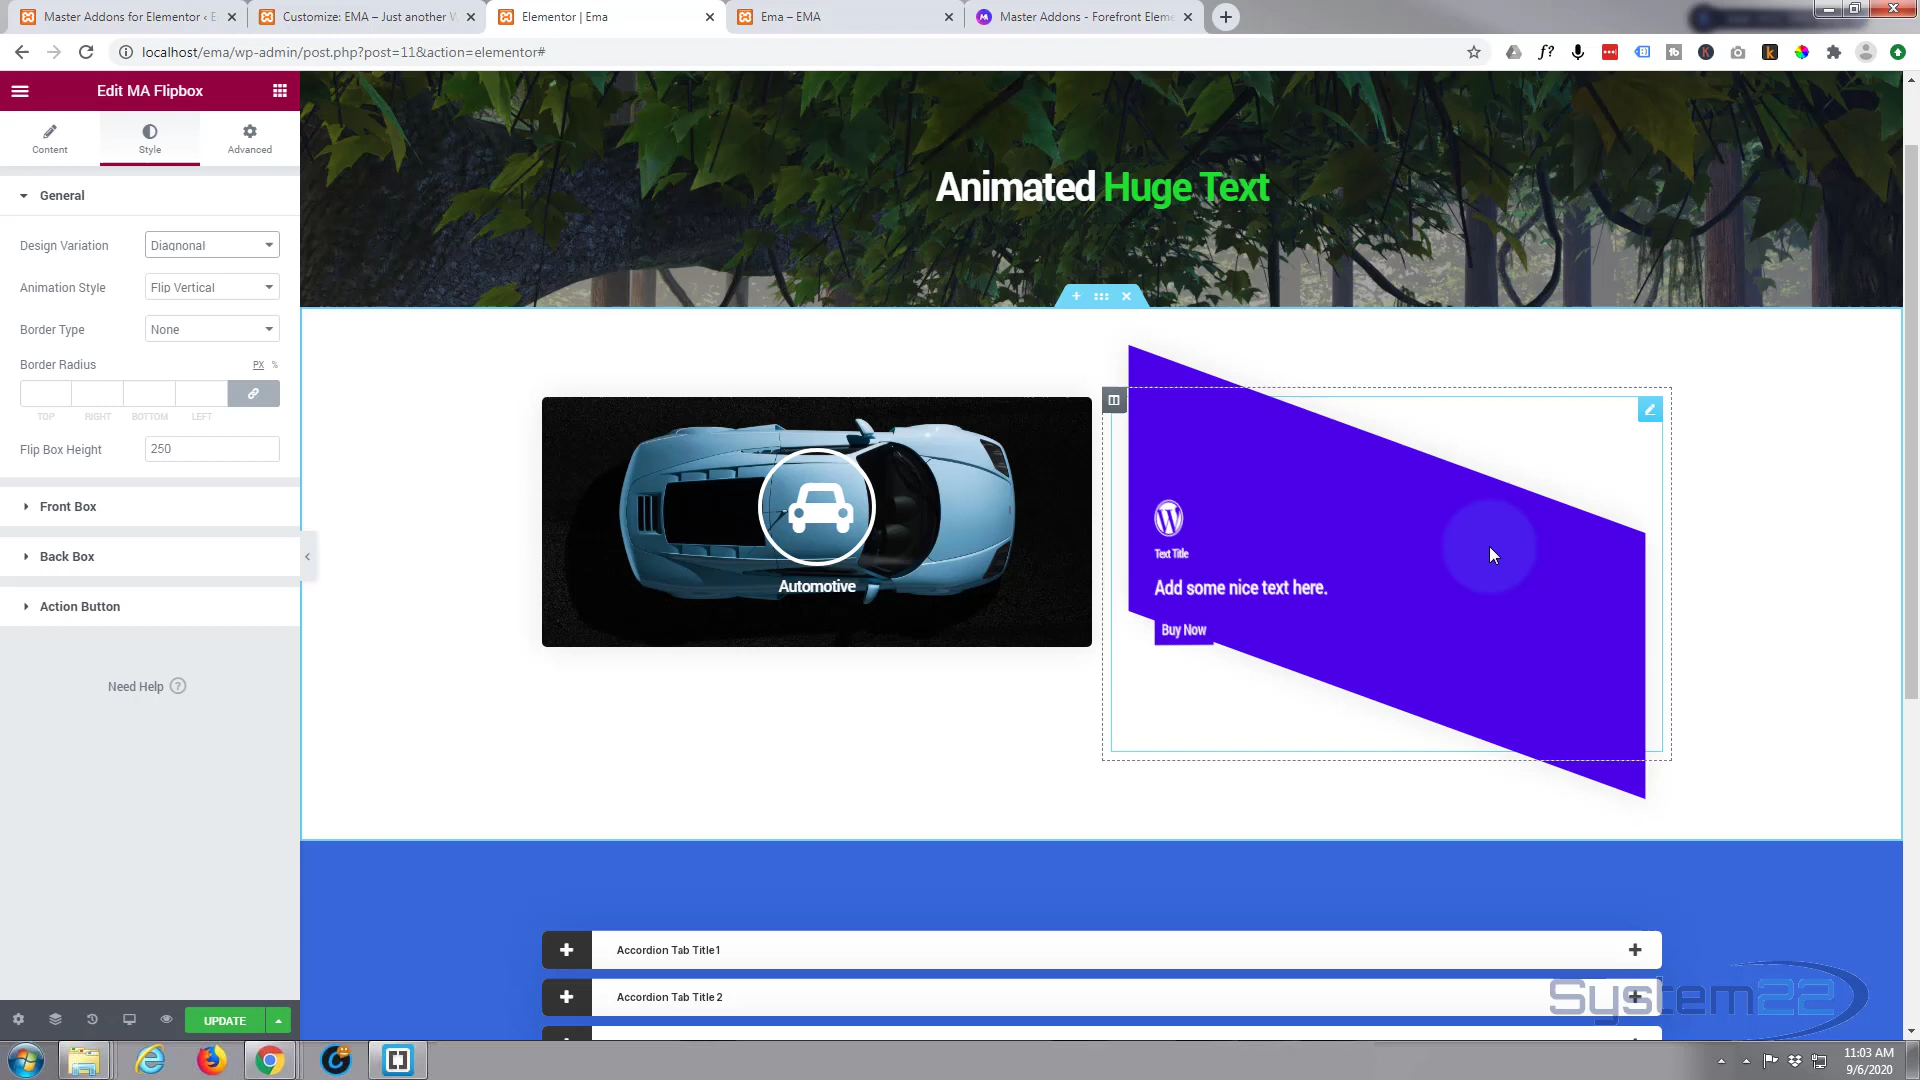 Master Addons for Elementor ‹ E
Customize: EMA – Just another W
Elementor | Ema
Ema – EMA
Master Addons - Forefront Eleme
localhost/ema/wp-admin/post.php?post=11&action=elementor#
Edit MA Flipbox
Content
Style
Advanced
General
Design Variation
Diagnonal
Animation Style
Flip Vertical
Border Type
None
Border Radius
PX %
TOP RIGHT BOTTOM LEFT
Flip Box Height
250
Front Box
Back Box
Action Button
Need Help ?
UPDATE
Animated Huge Text
Automotive
Text Title
Add some nice text here.
Buy Now
Accordion Tab Title1
Accordion Tab Title 2
System22
11:03 AM
9/6/2020